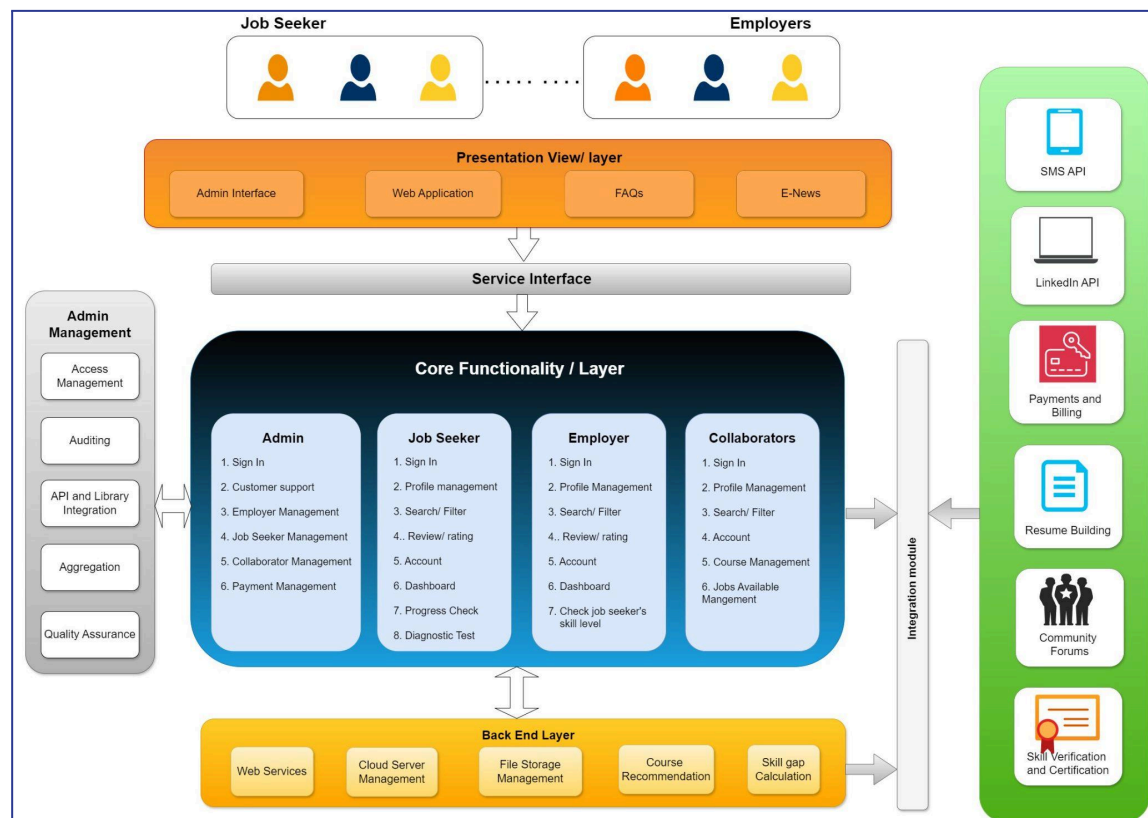 Job Seeker
Employers
Presentation View/ layer
Admin Interface
Web Application
FAQs
E-News
Service Interface
Admin
Management
Access
Management
Auditing
API and Library
Integration
Aggregation
Quality Assurance
Core Functionality / Layer
Admin
1. Sign In
2. Customer support
3. Employer Management
4. Job Seeker Management
5. Collaborator Management
6. Payment Management
Job Seeker
1. Sign In
2. Profile management
3. Search/ Filter
4.. Review/ rating
5. Account
6. Dashboard
7. Progress Check
8. Diagnostic Test
Employer
1. Sign In
2. Profile Management
3. Search/ Filter
4.. Review/ rating
5. Account
6. Dashboard
7. Check job seeker's
skill level
Collaborators
1. Sign In
2. Profile Management
3. Search/ Filter
4. Account
5. Course Management
6. Jobs Available
Mangement
Back End Layer
Web Services
Cloud Server
Management
File Storage
Management
Course
Recommendation
Skill gap
Calculation
Integration module
SMS API
LinkedIn API
Payments and
Billing
Resume Building
Community
Forums
Skill Verification
and Certification